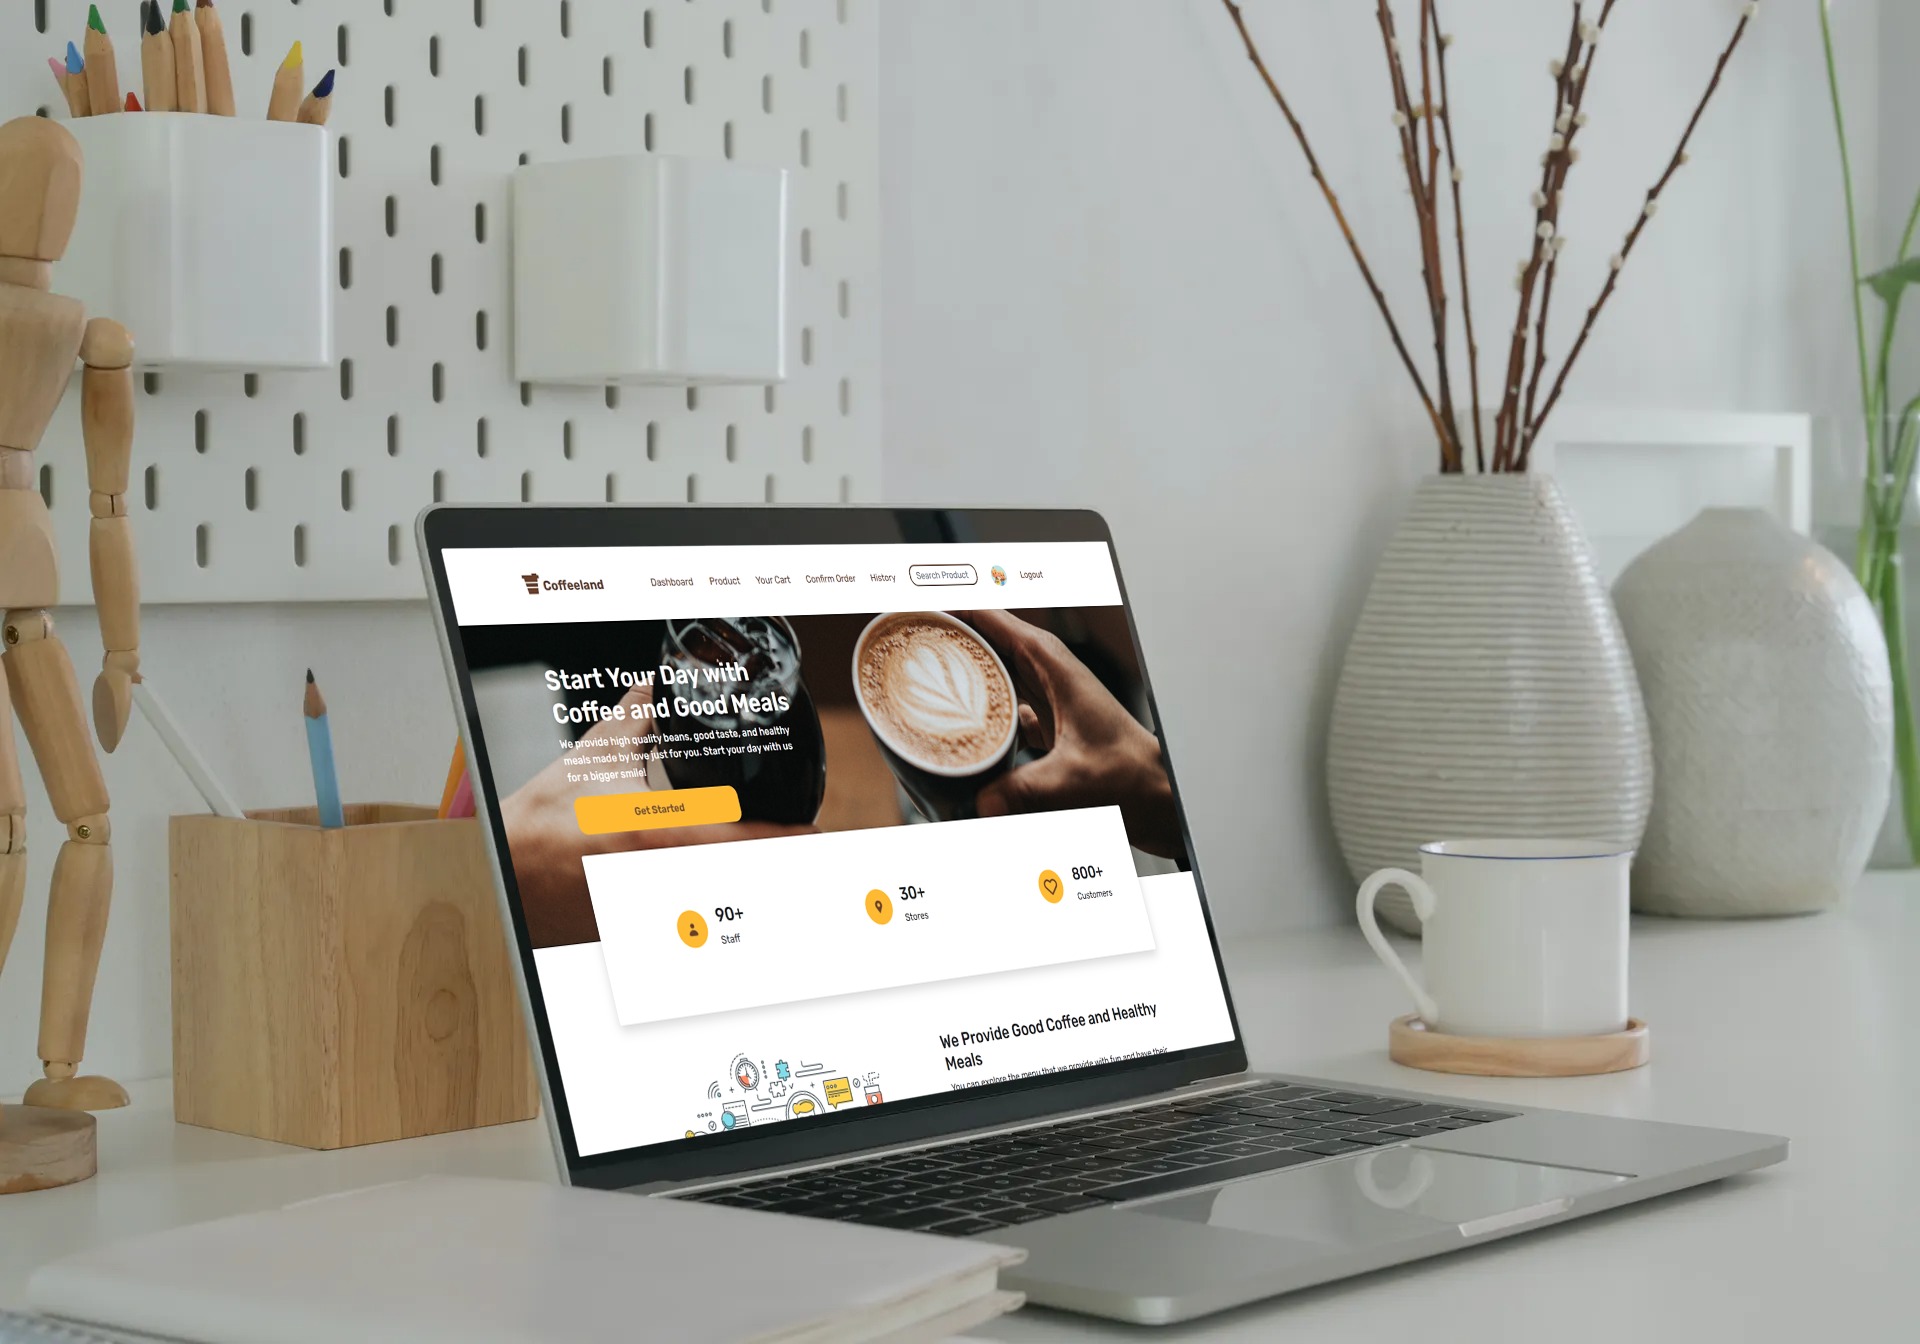 Coffeeland
Dashboard
Product
Your Cart
Confirm Order
History
Search Product
Logout
Start Your Day with
Coffee and Good Meals
We provide high quality beans, good taste, and healthy
meals made by love just for you. Start your day with us
for a bigger smile!
Get Started
90+
Staff
30+
Stores
800+
Customers
We Provide Good Coffee and Healthy
Meals
You can explore the menu that we provide with fun and have their